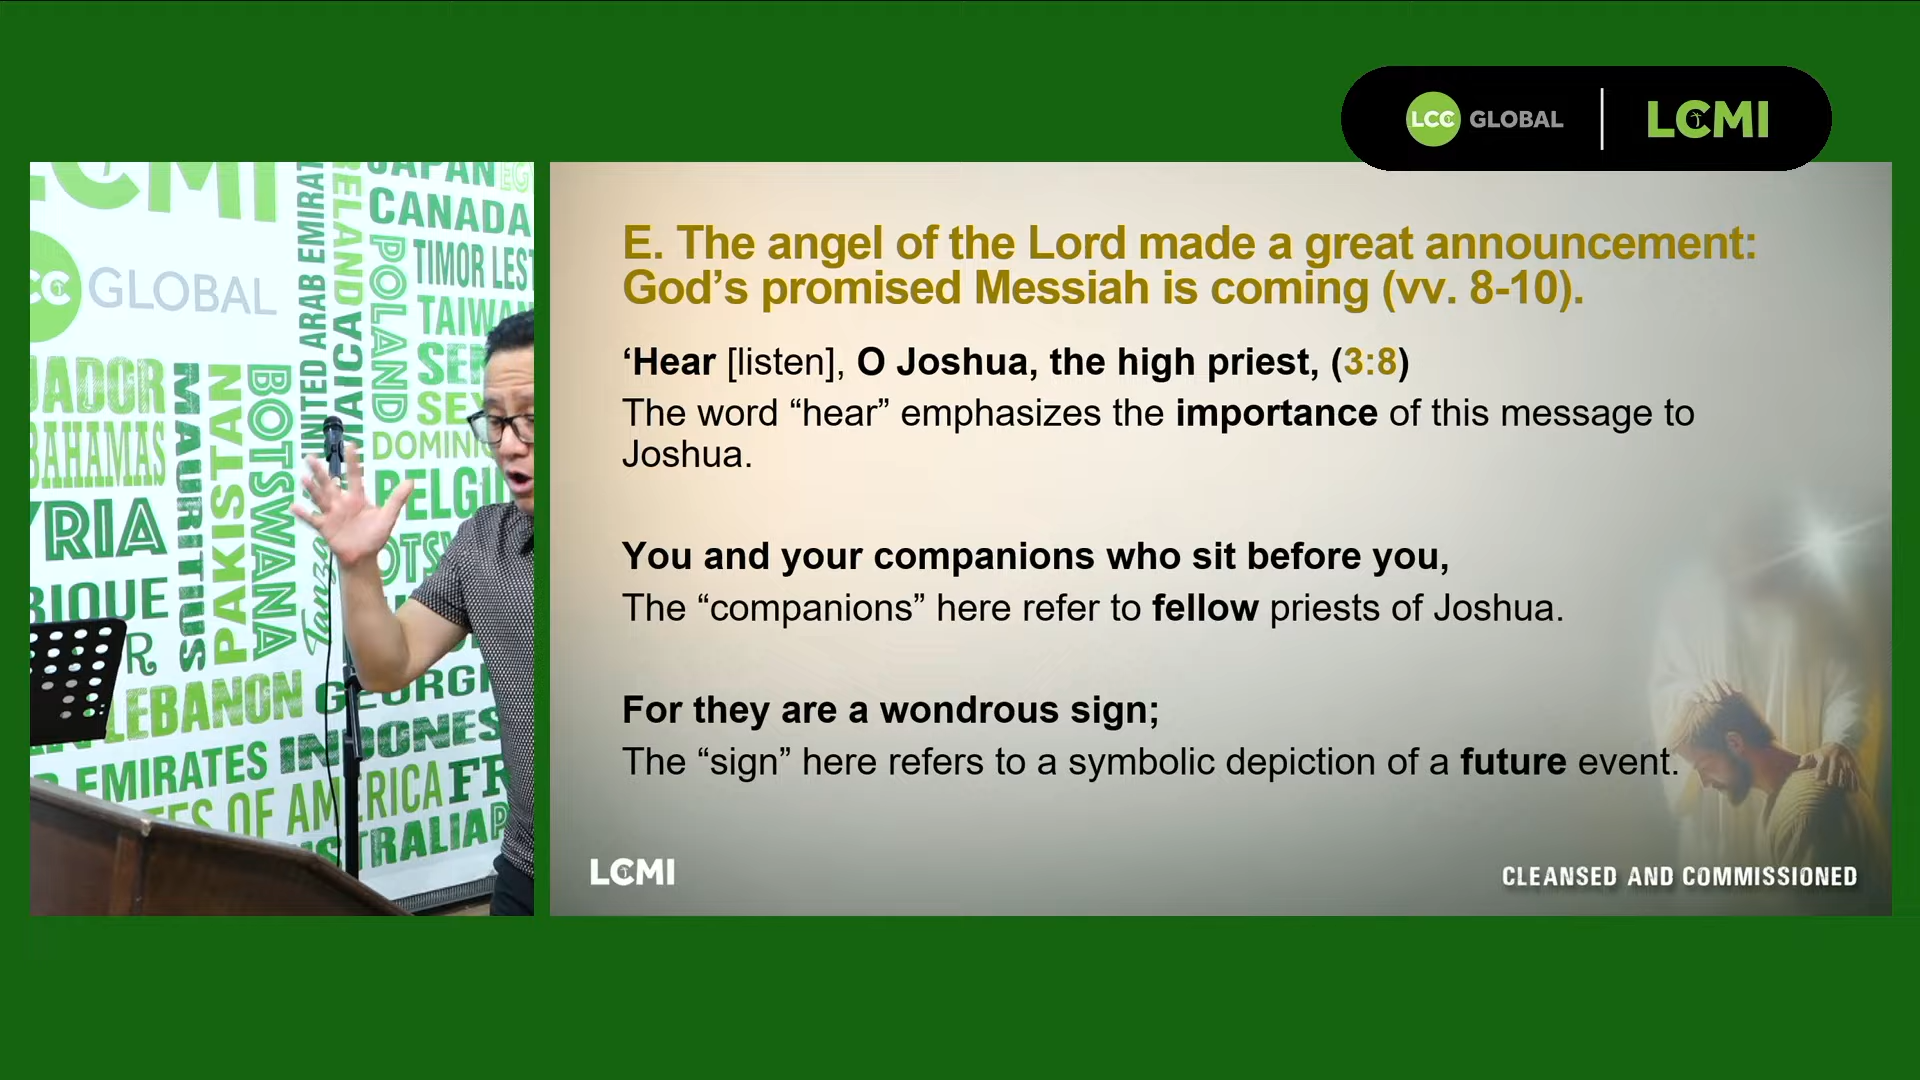 LCC GLOBAL
LCMI
LCMI
CC GLOBAL
JAPAN
CANADA
POLAND
TAIWAN
UNITED ARAB EMIRAT
JAMAICA
MAURITIUS
PAKISTAN
BOTSWANA
BAHAMAS
LEBANON
EMIRATES
AMERICA
E. The angel of the Lord made a great announcement:
God’s promised Messiah is coming (vv. 8-10).
‘Hear [listen], O Joshua, the high priest, (3:8)
The word “hear” emphasizes the importance of this message to
Joshua.
You and your companions who sit before you,
The “companions” here refer to fellow priests of Joshua.
For they are a wondrous sign;
The “sign” here refers to a symbolic depiction of a future event.
LCMI
CLEANSED AND COMMISSIONED